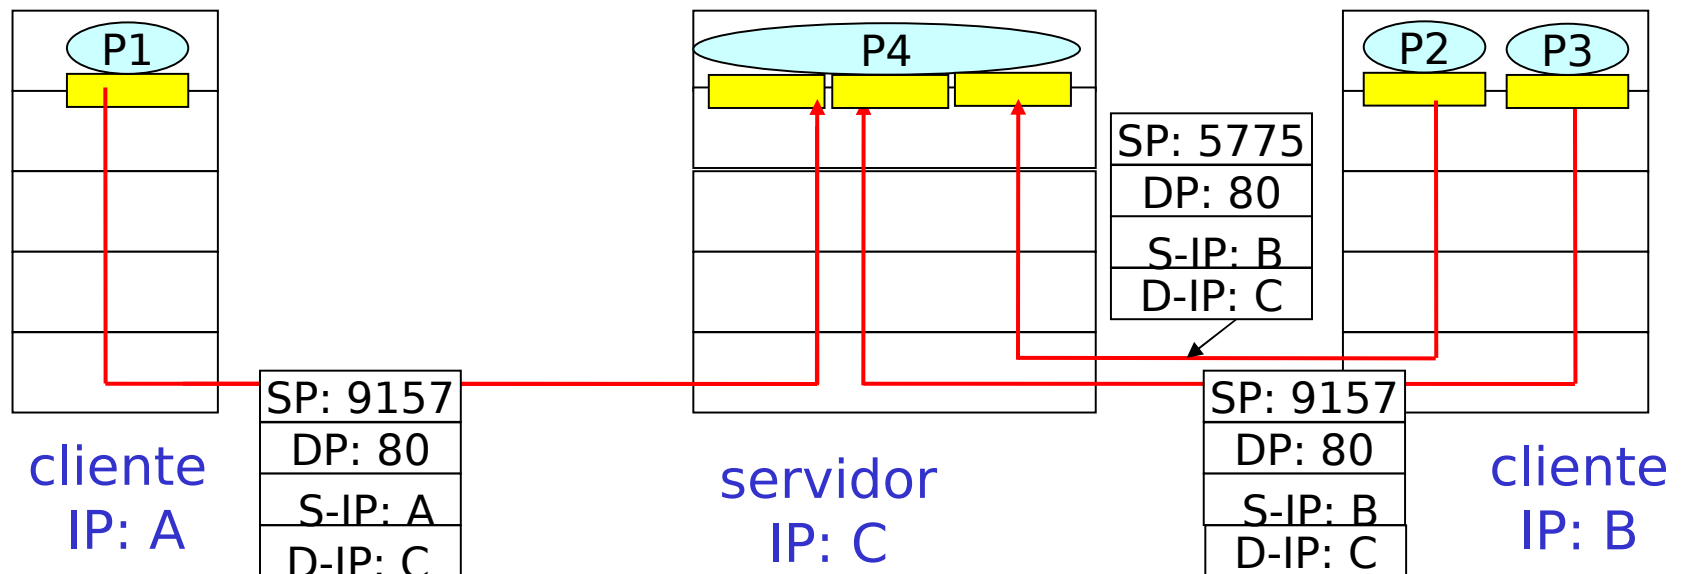 P1
P4
P2
P3
SP: 5775
DP: 80
S-IP: B
D-IP: C
SP: 9157
DP: 80
S-IP: A
D-IP: C
SP: 9157
DP: 80
S-IP: B
D-IP: C
cliente
IP: A
servidor
IP: C
cliente
IP: B